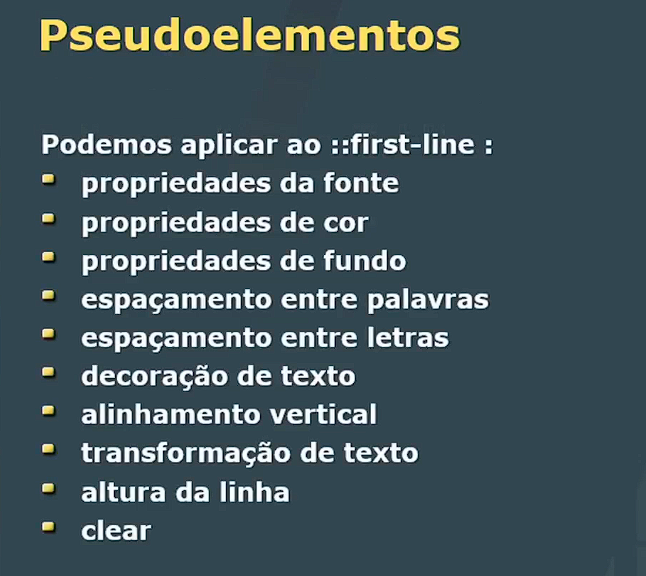 Pseudoelementos
Podemos aplicar ao ::first-line :
propriedades da fonte
propriedades de cor
propriedades de fundo
espaçamento entre palavras
espaçamento entre letras
decoração de texto
alinhamento vertical
transformação de texto
altura da linha
clear